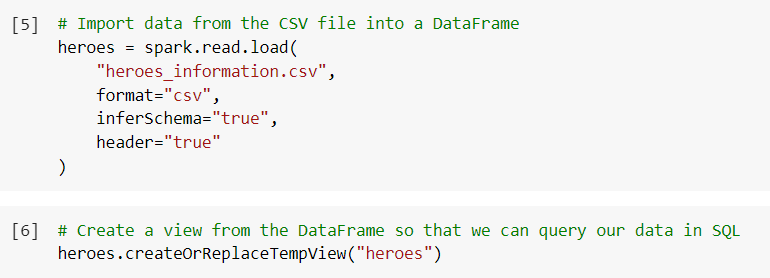 [5] # Import data from the CSV file into a DataFrame
heroes = spark.read.load(
    "heroes_information.csv",
    format="csv",
    inferSchema="true",
    header="true"
)
[6] # Create a view from the DataFrame so that we can query our data in SQL
heroes.createOrReplaceTempView("heroes")